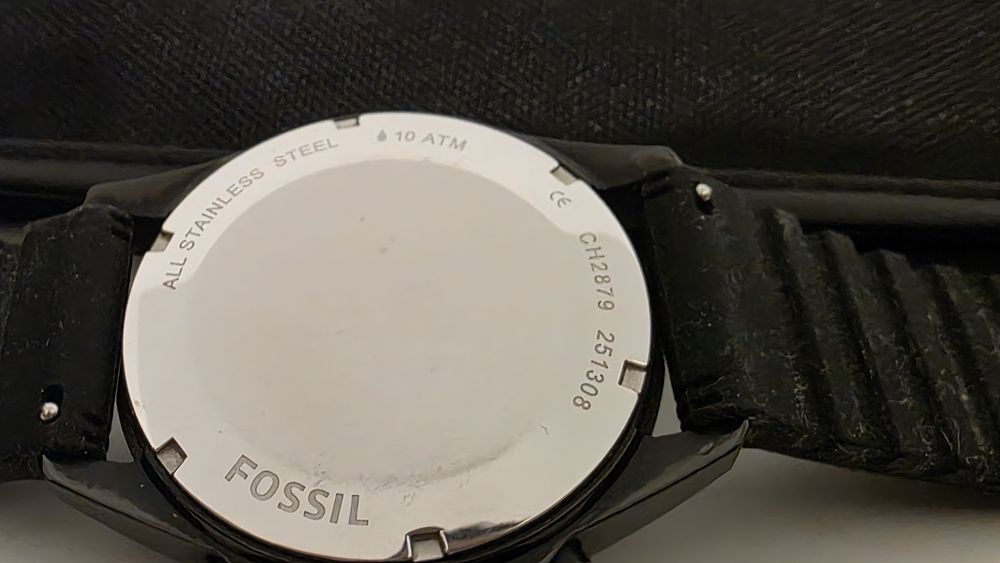 ALL STAINLESS STEEL
10 ATM
CE
CH2879 251308
FOSSIL